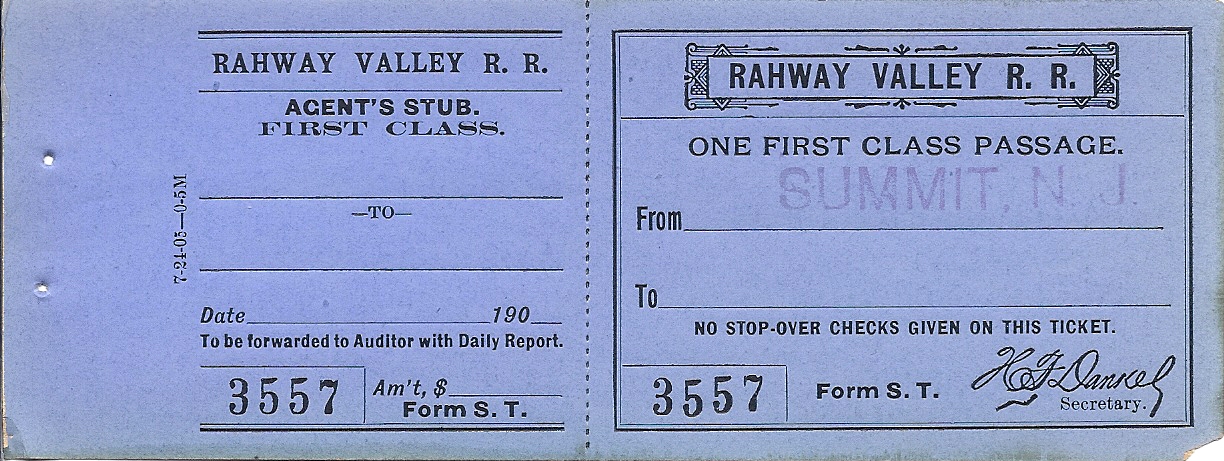 RAHWAY VALLEY R. R.
AGENT'S STUB.
FIRST CLASS.
—TO—
Date 190
To be forwarded to Auditor with Daily Report.
3557
Am't, $
Form S. T.
7-24-05—0-5M
RAHWAY VALLEY R. R.
ONE FIRST CLASS PASSAGE.
SUMMIT, N. J.
From
To
NO STOP-OVER CHECKS GIVEN ON THIS TICKET.
3557
Form S. T.
H F Dankel
Secretary.